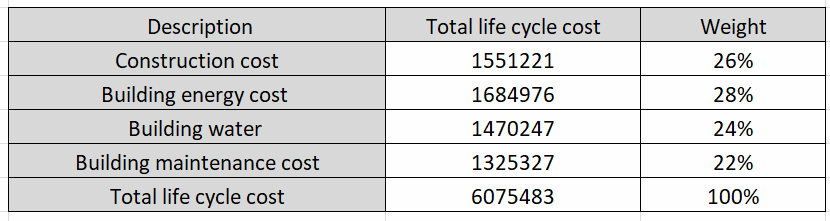 Description Total life cycle cost Weight
Construction cost 1551221 26%
Building energy cost 1684976 28%
Building water 1470247 24%
Building maintenance cost 1325327 22%
Total life cycle cost 6075483 100%